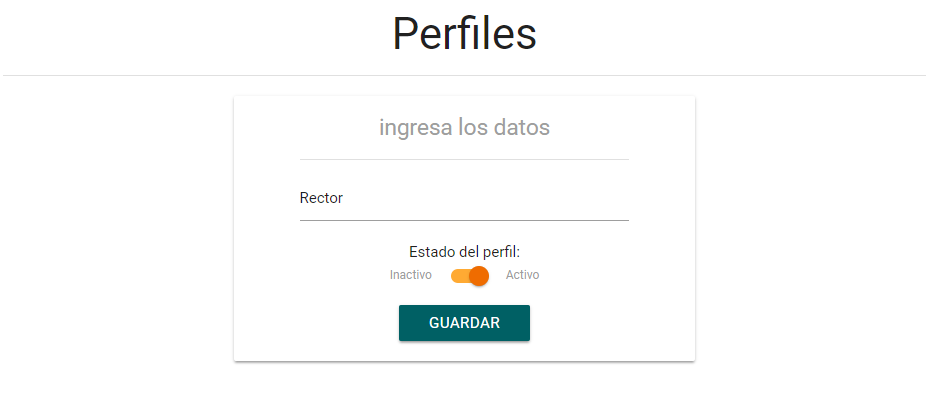 Perfiles
ingresa los datos
Rector
Estado del perfil:
Inactivo Activo
GUARDAR